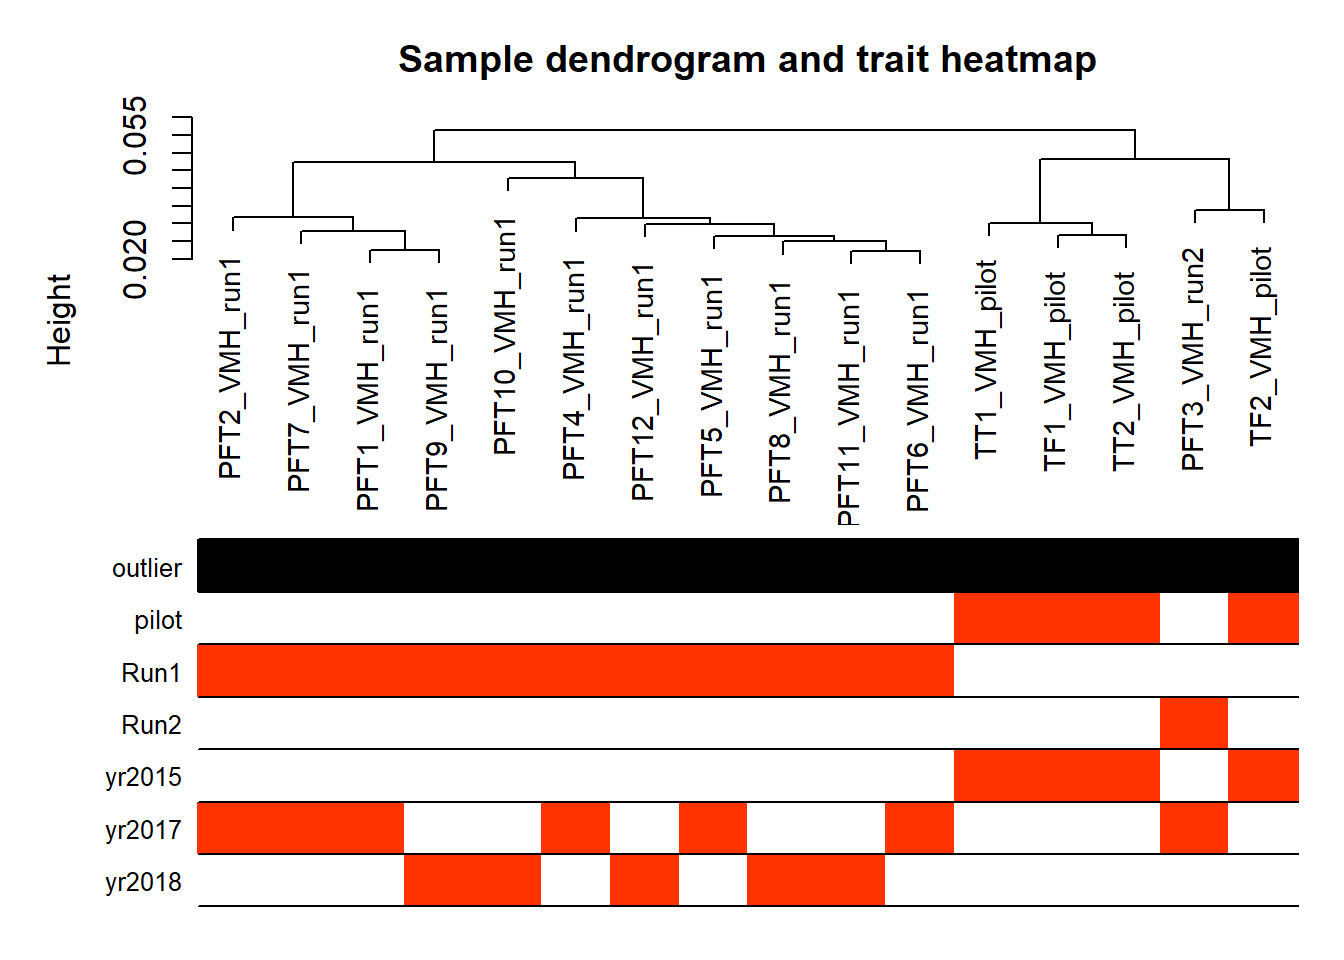 Sample dendrogram and trait heatmap
Height
0.055
0.020
PFT2_VMH_run1
PFT7_VMH_run1
PFT1_VMH_run1
PFT9_VMH_run1
PFT10_VMH_run1
PFT4_VMH_run1
PFT12_VMH_run1
PFT5_VMH_run1
PFT8_VMH_run1
PFT11_VMH_run1
PFT6_VMH_run1
TT1_VMH_pilot
TF1_VMH_pilot
TT2_VMH_pilot
PFT3_VMH_run2
TF2_VMH_pilot
outlier
pilot
Run1
Run2
yr2015
yr2017
yr2018